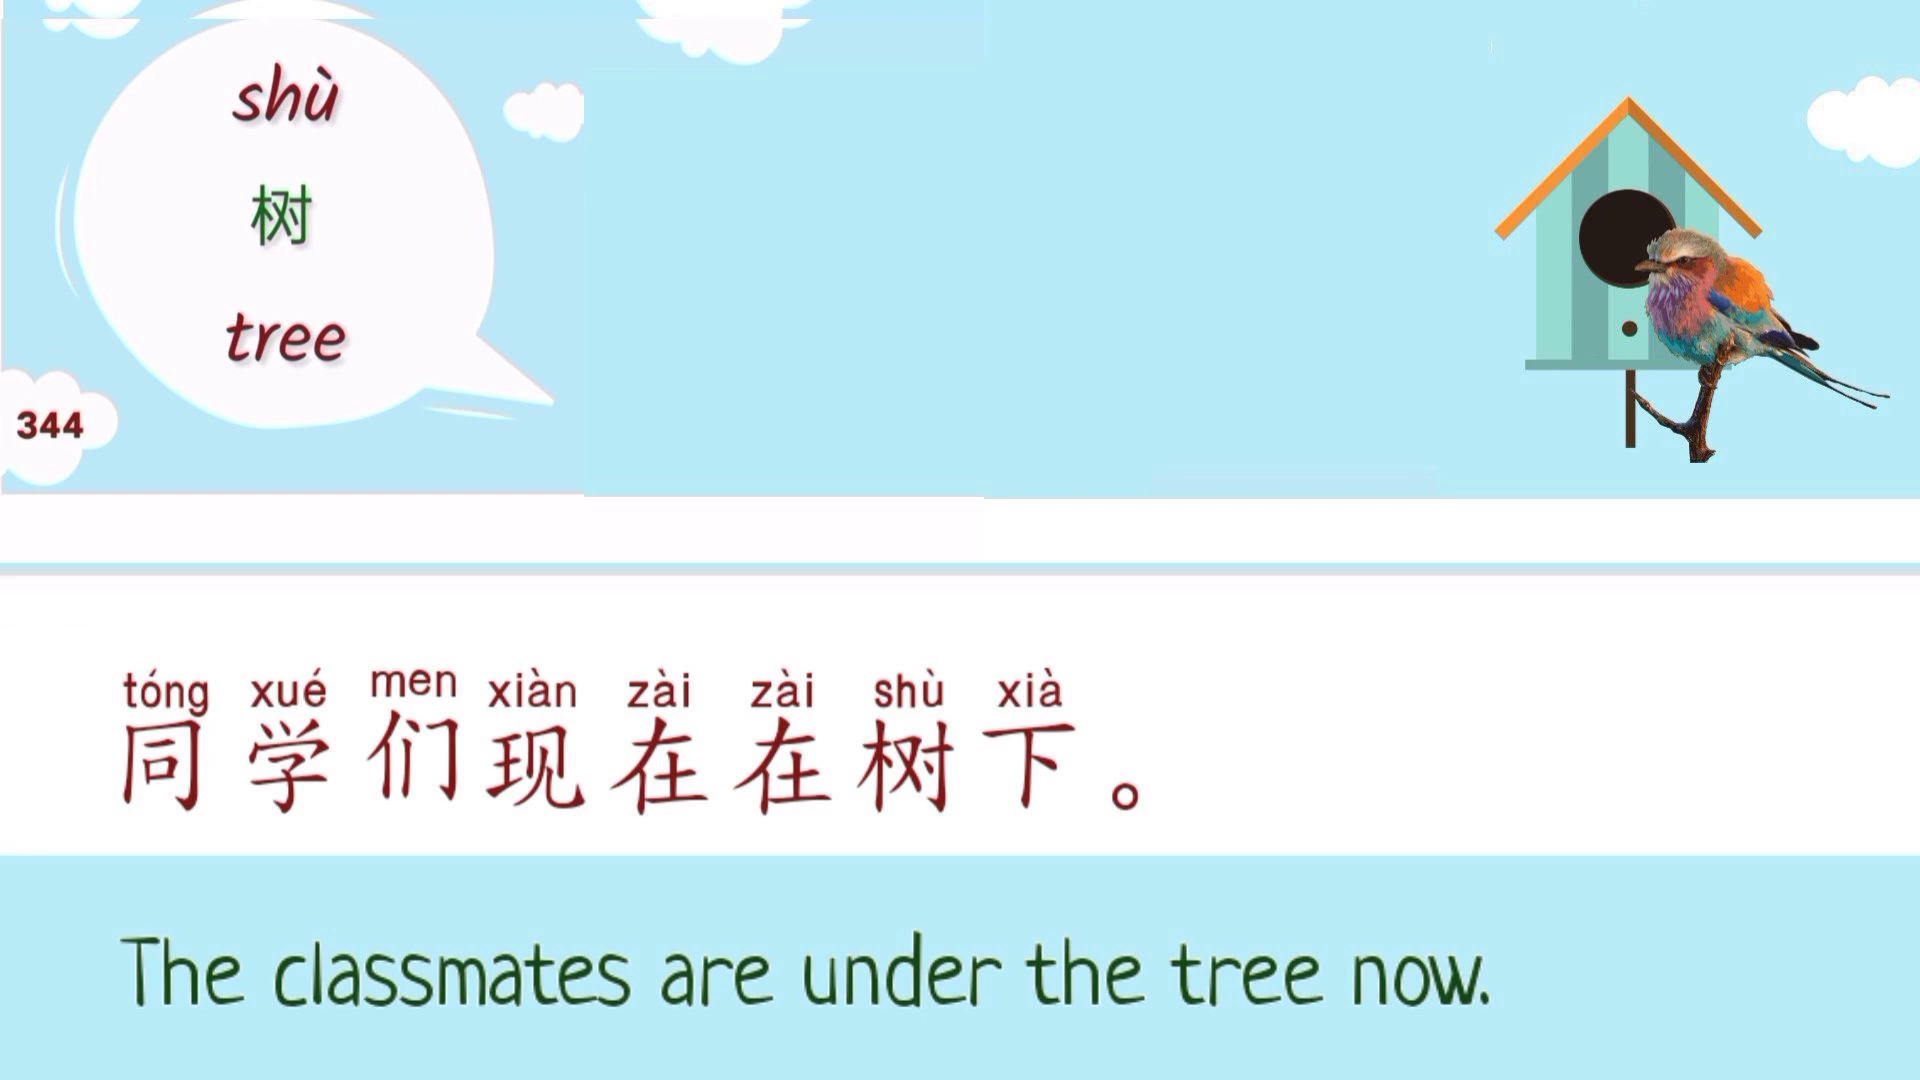 shù
树
tree
344
tóng xué men xiàn zài zài shù xià
同学们现在在树下。
The classmates are under the tree now.